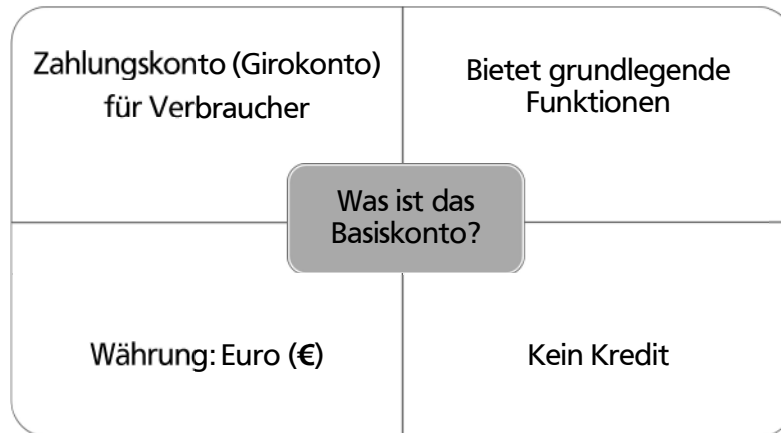 Zahlungskonto (Girokonto)
für Verbraucher
Bietet grundlegende
Funktionen
Was ist das
Basiskonto?
Währung: Euro (€)
Kein Kredit